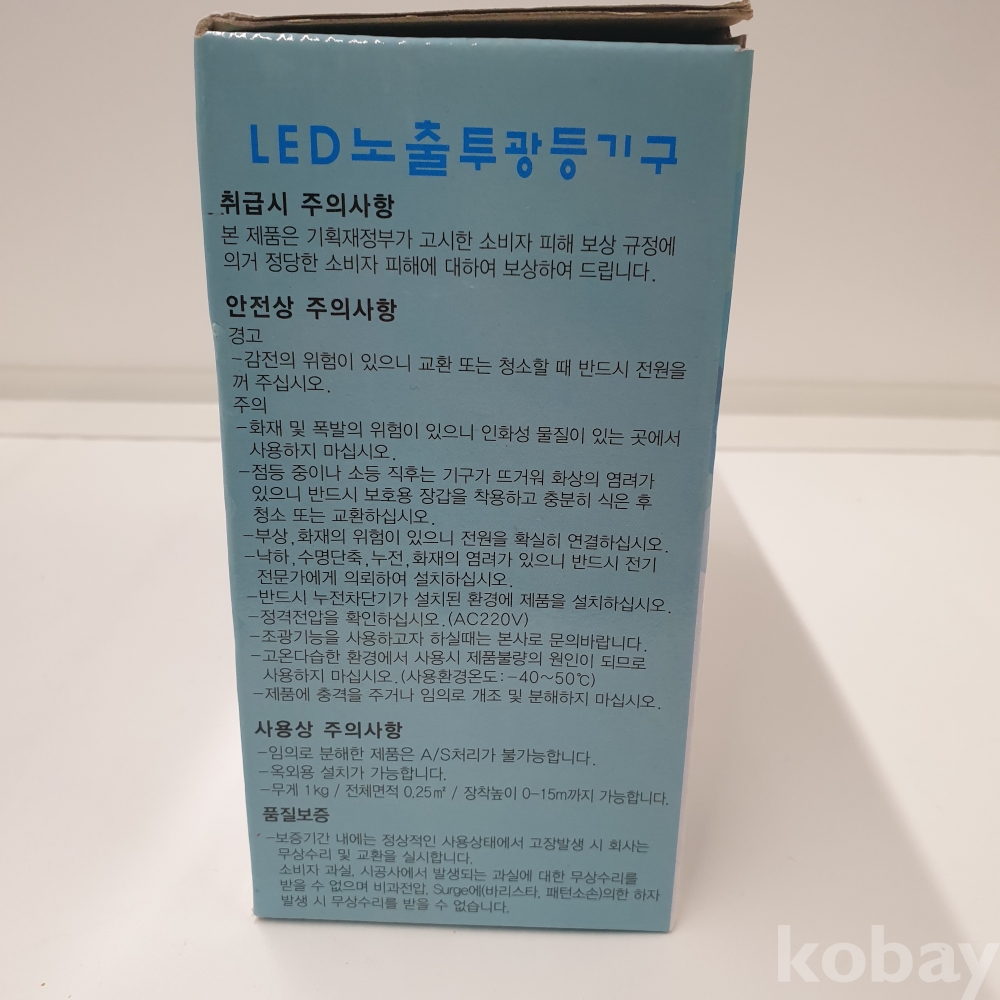 LED노출투광등기구
취급시 주의사항
본 제품은 기획재정부가 고시한 소비자 피해 보상 규정에
의거 정당한 소비자 피해에 대하여 보상하여 드립니다.
안전상 주의사항
경고
-감전의 위험이 있으니 교환 또는 청소할 때 반드시 전원을
꺼 주십시오.
주의
-화재 및 폭발의 위험이 있으니 인화성 물질이 있는 곳에서
사용하지 마십시오.
-점등 중이나 소등 직후는 기구가 뜨거워 화상의 염려가
있으니 반드시 보호용 장갑을 착용하고 충분히 식은 후
청소 또는 교환하십시오.
-부상,화재의 위험이 있으니 전원을 확실히 연결하십시오.
-낙하,수명단축,누전,화재의 염려가 있으니 반드시 전기
전문가에게 의뢰하여 설치하십시오.
-반드시 누전차단기가 설치된 환경에 제품을 설치하십시오.
-정격전압을 확인하십시오.(AC220V)
-조광기능을 사용하고자 하실때는 본사로 문의바랍니다.
-고온다습한 환경에서 사용시 제품불량의 원인이 되므로
사용하지 마십시오.(사용환경온도:-40~50℃)
-제품에 충격을 주거나 임의로 개조 및 분해하지 마십시오.
사용상 주의사항
-임의로 분해한 제품은 A/S처리가 불가능합니다.
-옥외용 설치가 가능합니다.
-무게 1kg / 전체면적 0.25㎡ / 장착높이 0-15m까지 가능합니다.
품질보증
-보증기간 내에는 정상적인 사용상태에서 고장발생 시 회사는
무상수리 및 교환을 실시합니다.
소비자 과실, 시공사에서 발생되는 과실에 대한 무상수리를
받을 수 없으며 비과전압, Surge에(바리스타, 패턴소손)의한 하자
발생 시 무상수리를 받을 수 없습니다.
kobay